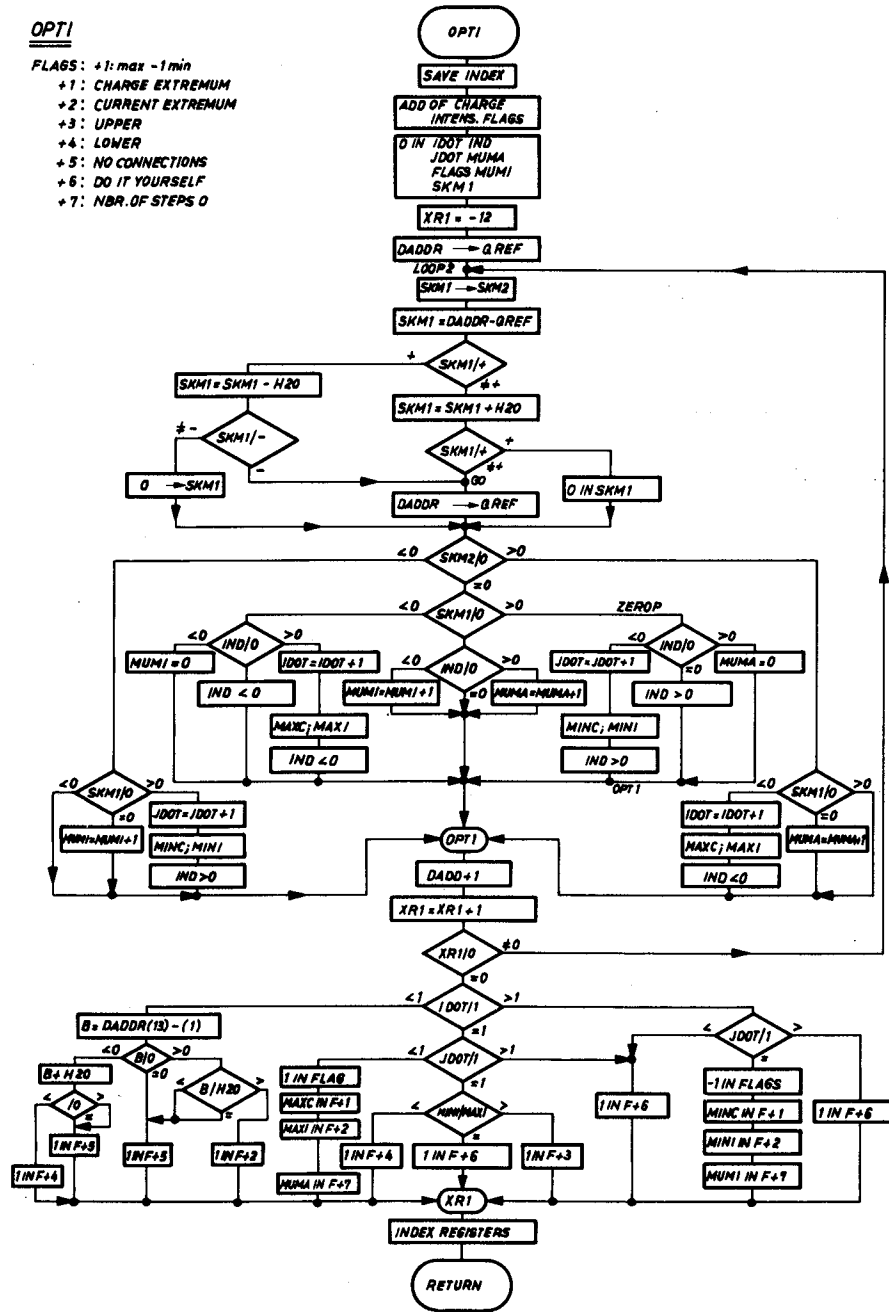 OPTI
FLAGS: +1: max -1 min
+1: CHARGE EXTREMUM
+2: CURRENT EXTREMUM
+3: UPPER
+4: LOWER
+5: NO CONNECTIONS
+6: DO IT YOURSELF
+7: NBR. OF STEPS 0
OPTI
SAVE INDEX
ADD OF CHARGE
INTENS. FLAGS
0 IN IDOT IND
JDOT MUMA
FLAGS MUMI
SKM1
XR1 = -12
DADDR → QREF
LOOP2
SKM1 → SKM2
SKM1 = DADDR-QREF
+
SKM1/+
≠+
SKM1 = SKM1 - H20
SKM1 = SKM1 + H20
≠-
SKM1/-
-
SKM1/+
+
≠+
GO
0 → SKM1
0 IN SKM1
DADDR → QREF
<0
SKM2/0
>0
=0
<0
SKM1/0
>0
ZEROP
=0
<0
IND/0
>0
<0
IND/0
>0
=0
<0
IND/0
>0
=0
MUMI = 0
IDOT = IDOT+1
JDOT = JDOT+1
MUMA = 0
IND < 0
MUMI = MUMI+1
MUMA = MUMA+1
IND > 0
MAXC; MAXI
MINC; MINI
IND < 0
IND > 0
OPT1
<0
SKM1/0
>0
=0
<0
SKM1/0
>0
=0
JDOT = JDOT+1
IDOT = IDOT+1
MUMI = MUMI+1
MINC; MINI
OPT1
MAXC; MAXI
MUMA = MUMA+1
IND > 0
DADD+1
IND < 0
XR1 = XR1 + 1
XR1/0
≠0
=0
<1
IDOT/1
>1
=1
B = DADDR(13) - (1)
<0
B/0
>0
=0
<1
JDOT/1
>1
=1
<
JDOT/1
>
=
B + H20
<
B/H20
>
=
1 IN FLAG
-1 IN FLAGS
<
/0
>
=
MAXC IN F+1
<
MINI/MAXI
>
=
1 IN F+6
MINC IN F+1
1 IN F+6
MAXI IN F+2
MINI IN F+2
1 IN F+5
1 IN F+5
1 IN F+2
1 IN F+4
1 IN F+6
1 IN F+3
1 IN F+4
MUMA IN F+7
MUMI IN F+7
XR1
INDEX REGISTERS
RETURN